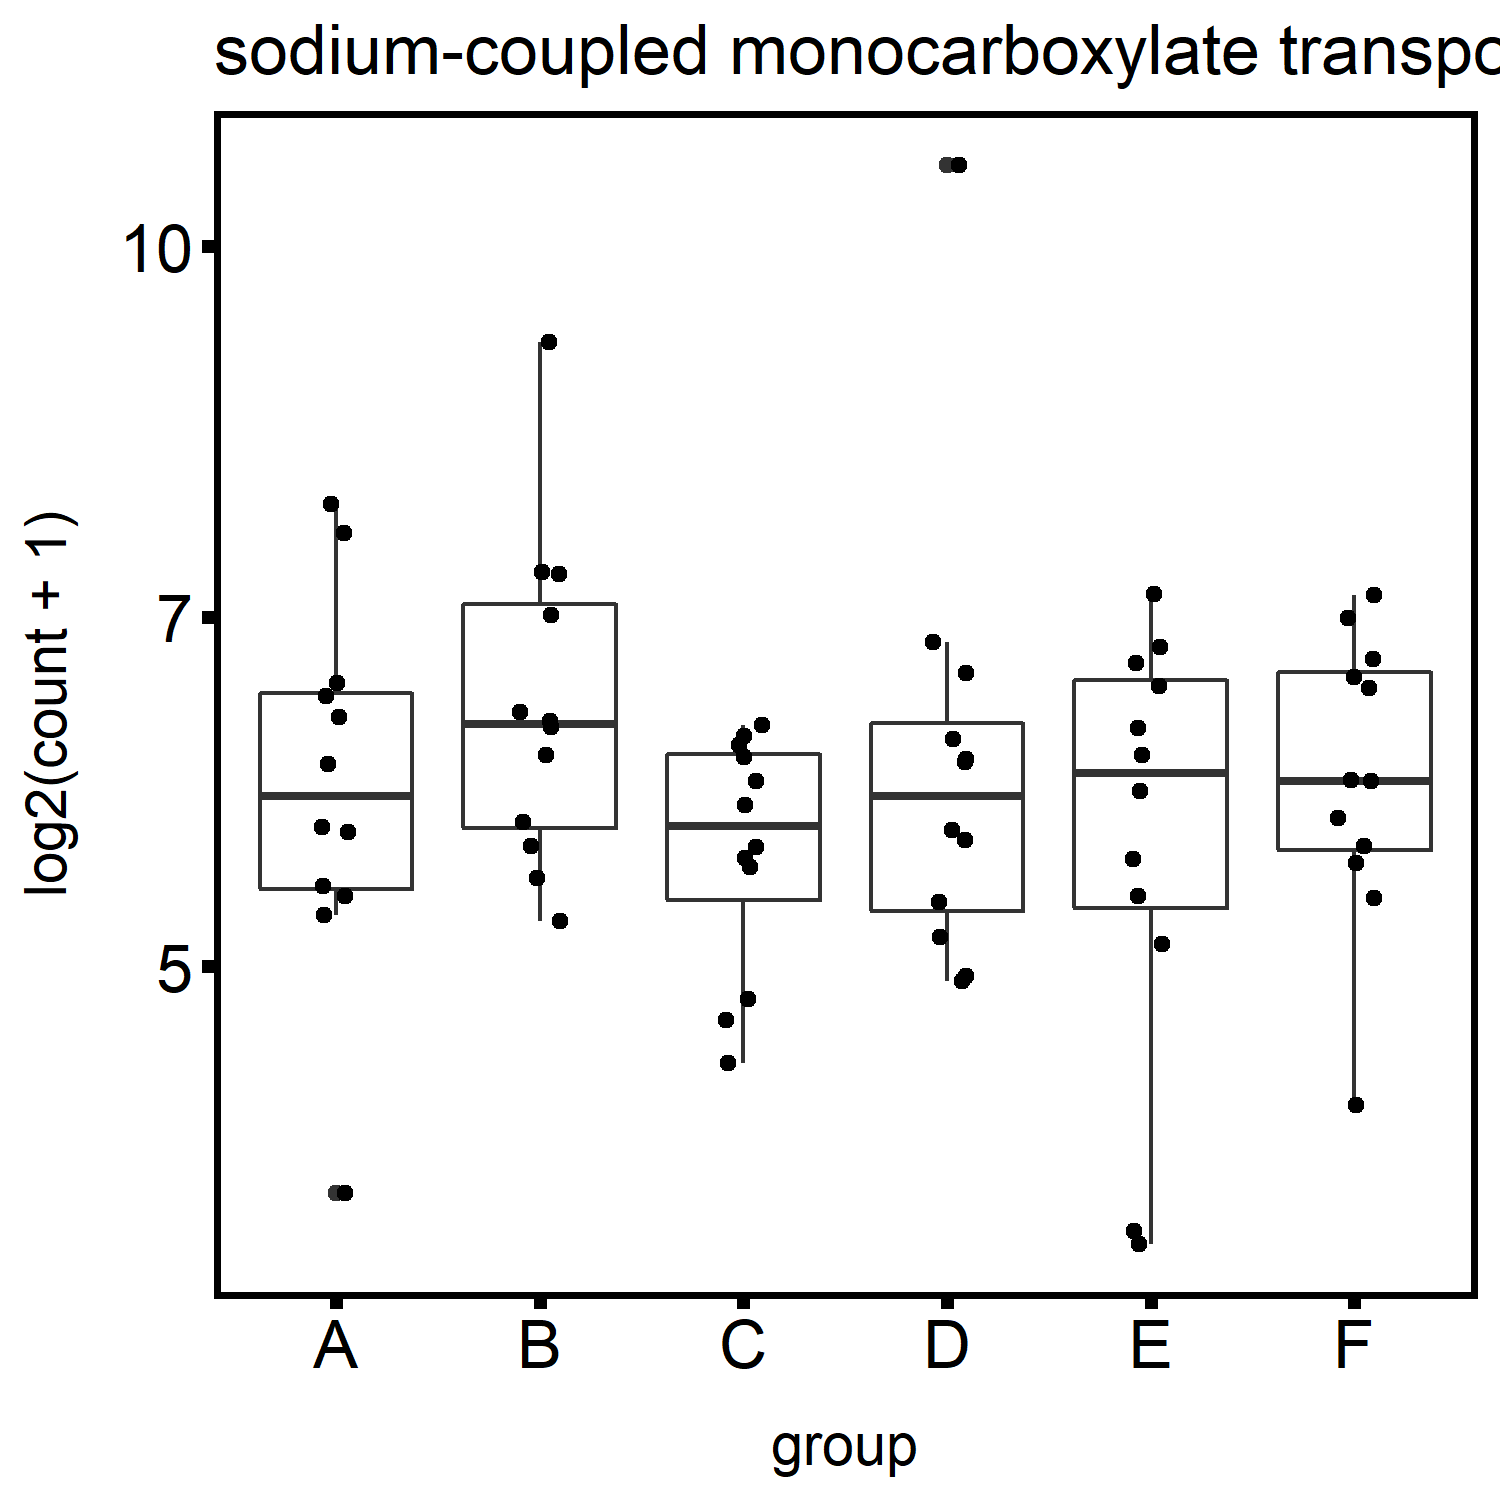 sodium-coupled monocarboxylate transpo
10
7
5
log2(count + 1)
A B C D E F
group